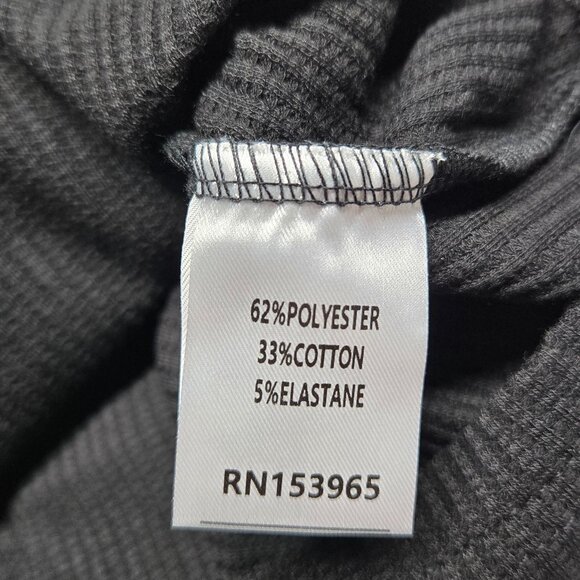 62%POLYESTER
33%COTTON
5%ELASTANE
RN153965